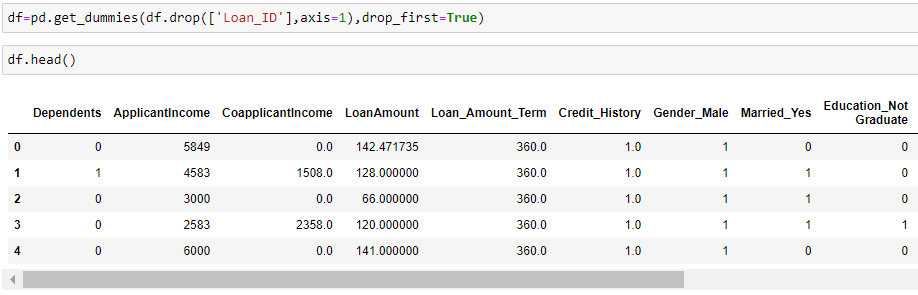 df=pd.get_dummies(df.drop(['Loan_ID'],axis=1),drop_first=True)
df.head()
Dependents ApplicantIncome CoapplicantIncome LoanAmount Loan_Amount_Term Credit_History Gender_Male Married_Yes Education_Not Graduate
0 0 5849 0.0 142.471735 360.0 1.0 1 0 0
1 1 4583 1508.0 128.000000 360.0 1.0 1 1 0
2 0 3000 0.0 66.000000 360.0 1.0 1 1 0
3 0 2583 2358.0 120.000000 360.0 1.0 1 1 1
4 0 6000 0.0 141.000000 360.0 1.0 1 0 0